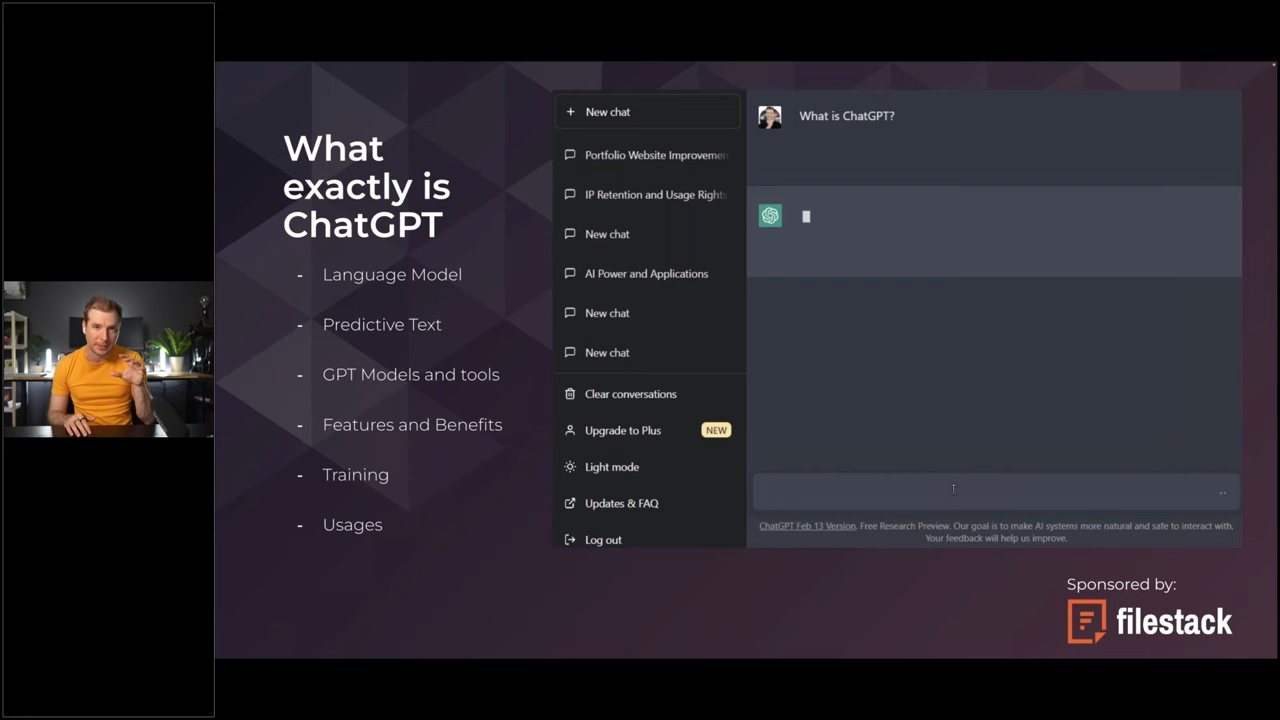 What
exactly is
ChatGPT
- Language Model
- Predictive Text
- GPT Models and tools
- Features and Benefits
- Training
- Usages
+ New chat
Portfolio Website Improvemen
IP Retention and Usage Rights
New chat
AI Power and Applications
New chat
New chat
Clear conversations
Upgrade to Plus NEW
Light mode
Updates & FAQ
Log out
What is ChatGPT?
ChatGPT Feb 13 Version. Free Research Preview. Our goal is to make AI systems more natural and safe to interact with.
Your feedback will help us improve.
Sponsored by:
filestack